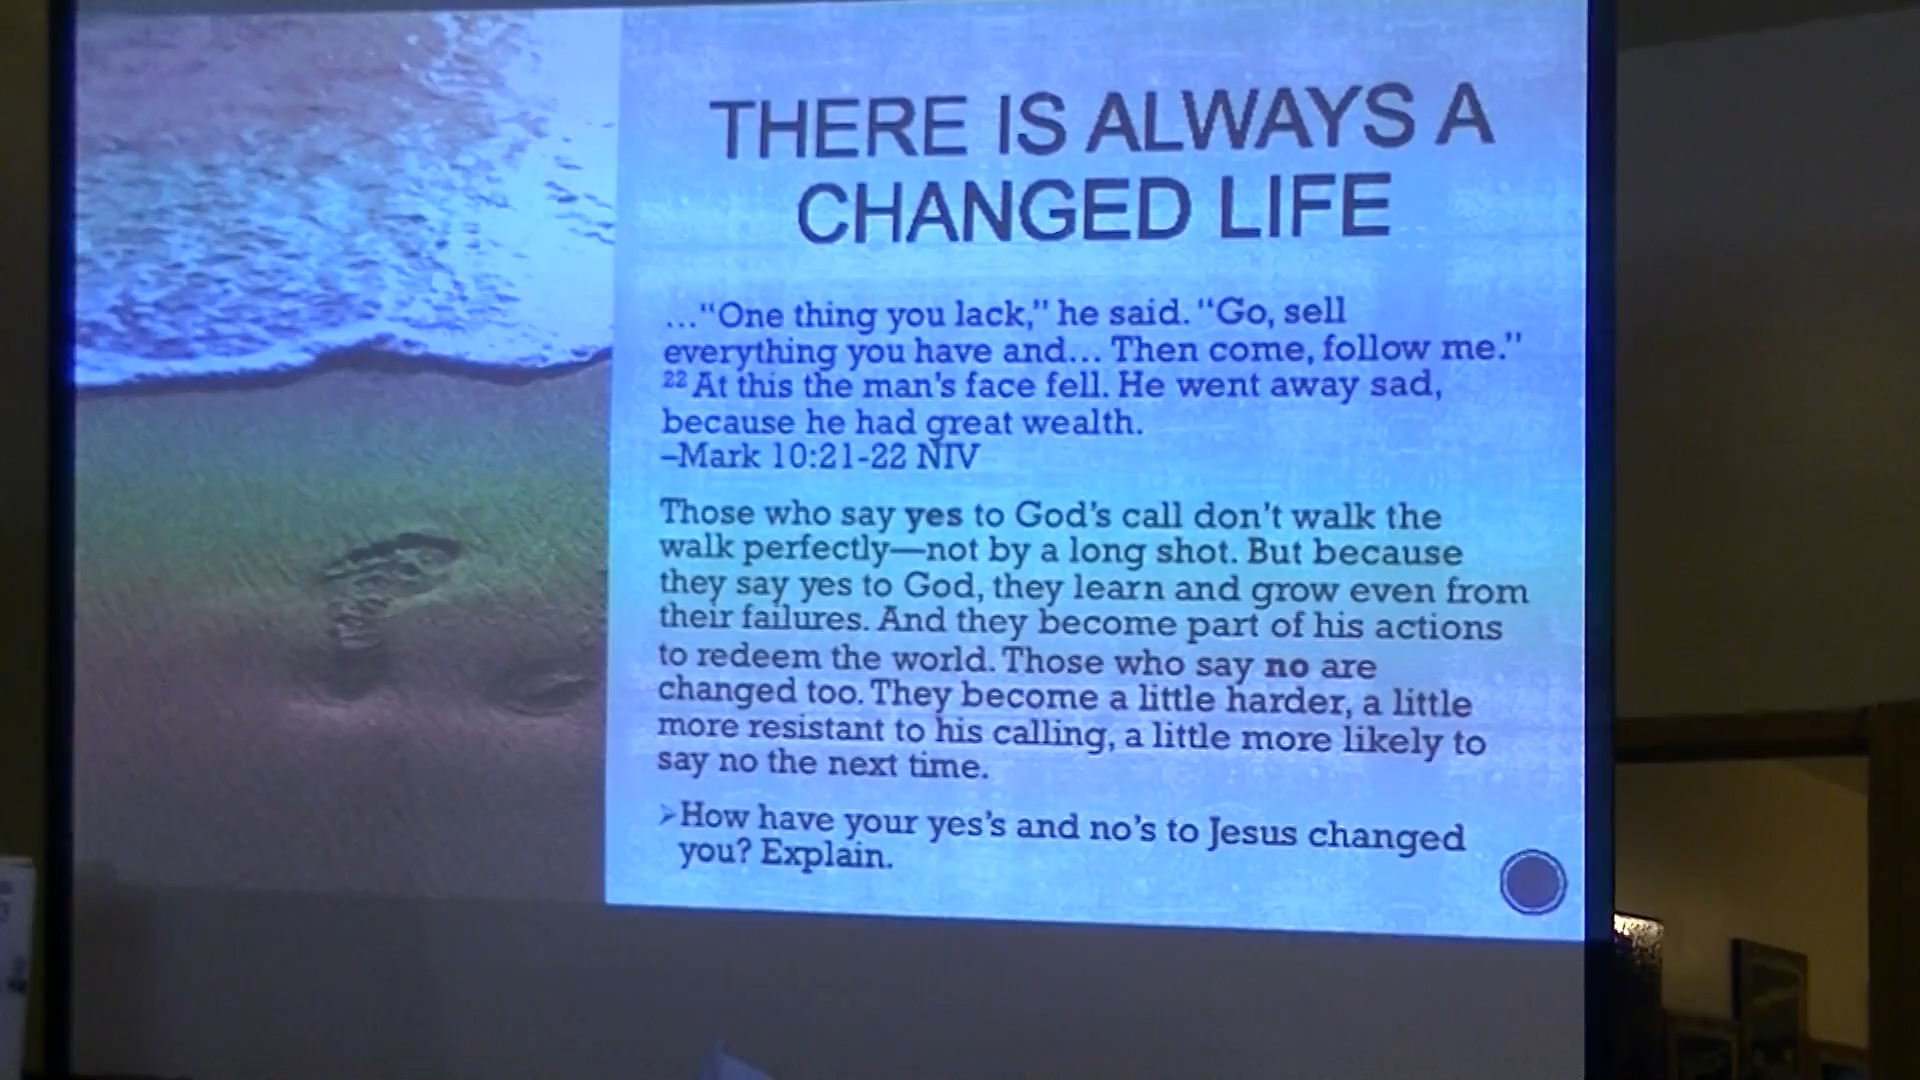 THERE IS ALWAYS A
CHANGED LIFE
…“One thing you lack,” he said. “Go, sell
everything you have and… Then come, follow me.”
22 At this the man’s face fell. He went away sad,
because he had great wealth.
–Mark 10:21-22 NIV
Those who say yes to God’s call don’t walk the
walk perfectly—not by a long shot. But because
they say yes to God, they learn and grow even from
their failures. And they become part of his actions
to redeem the world. Those who say no are
changed too. They become a little harder, a little
more resistant to his calling, a little more likely to
say no the next time.
➢How have your yes’s and no’s to Jesus changed
you? Explain.